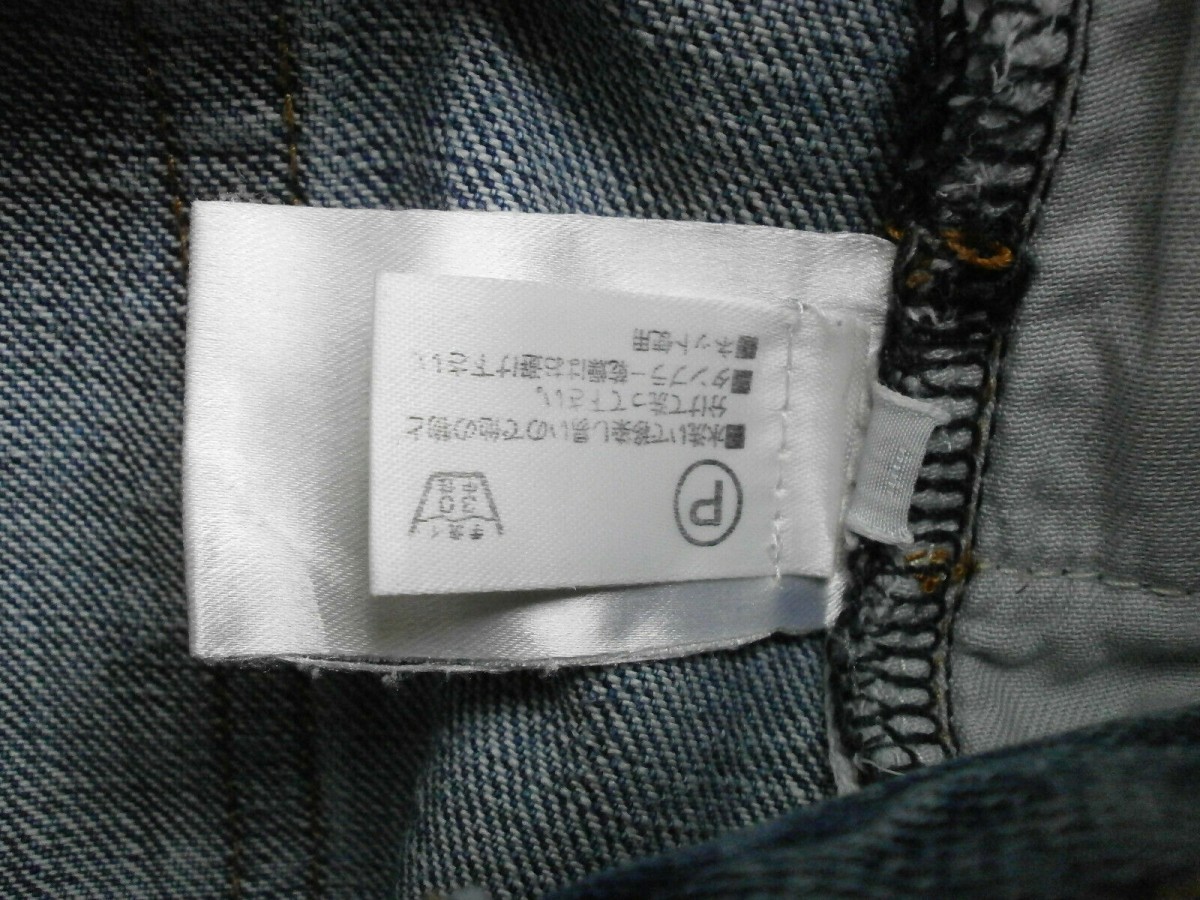 P
手洗イ
30
中性
■水洗いで移染し易いので他の物と
分けて洗って下さい。
■タンブラー乾燥はお避け下さい
■ネット使用